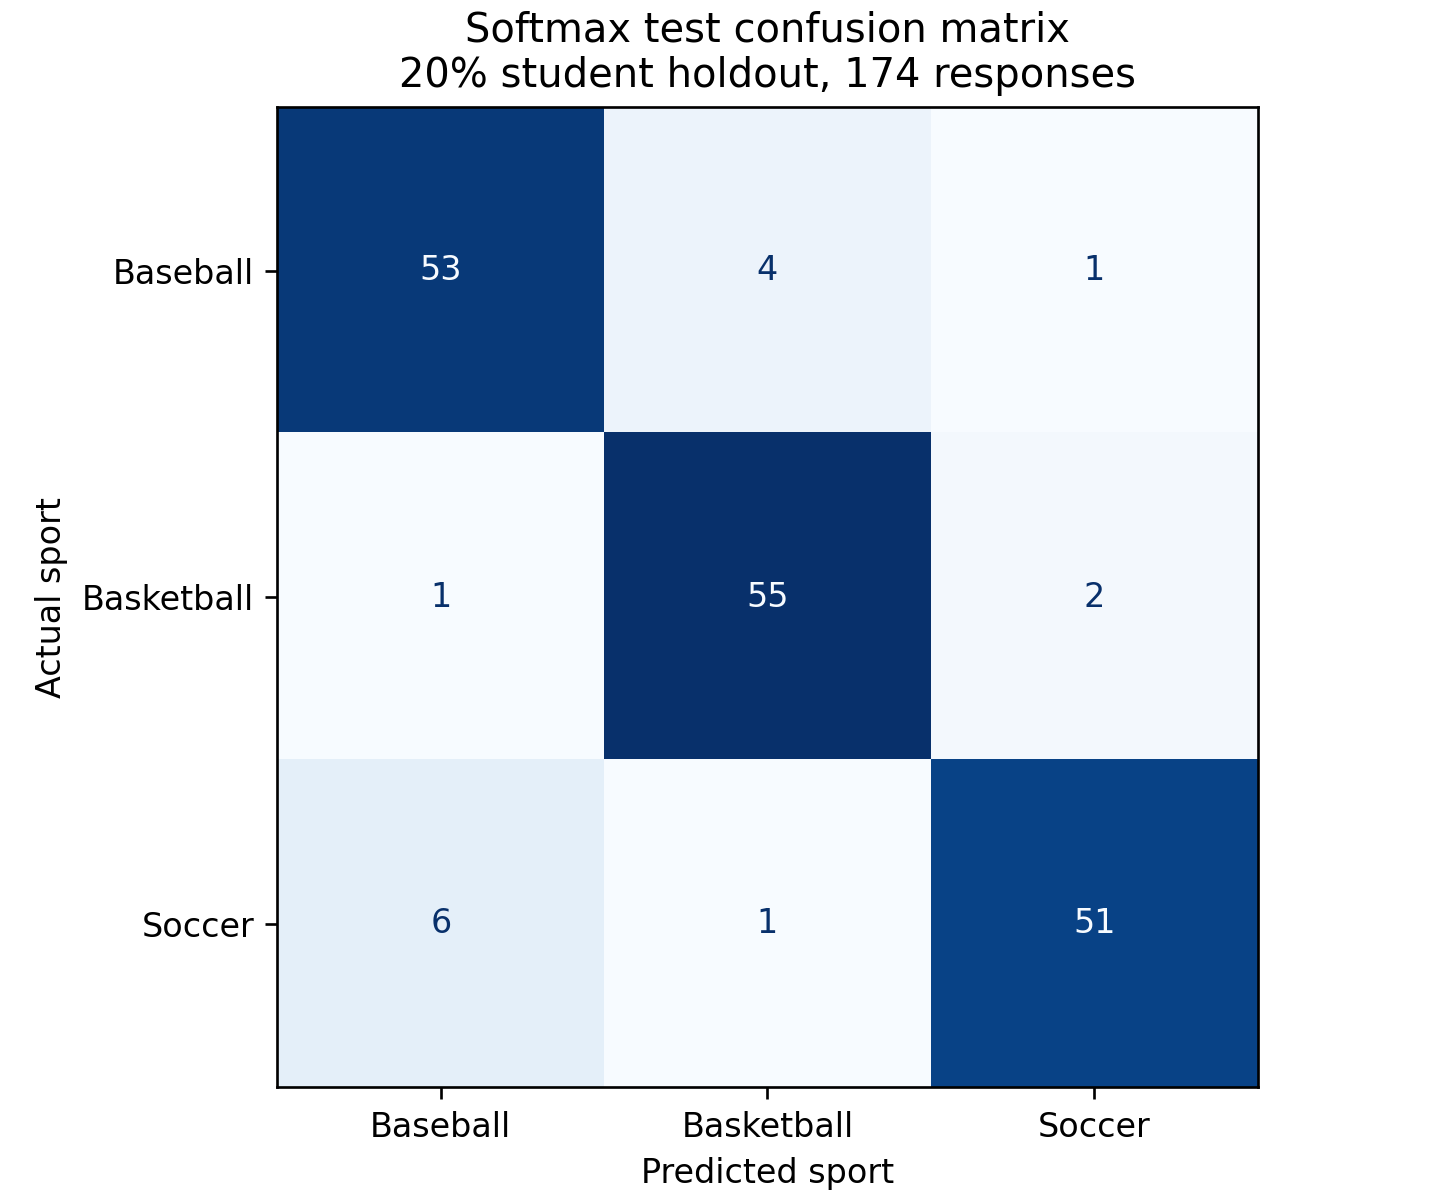 Softmax test confusion matrix
20% student holdout, 174 responses
Actual sport
Baseball 53 4 1
Basketball 1 55 2
Soccer 6 1 51
Baseball Basketball Soccer
Predicted sport